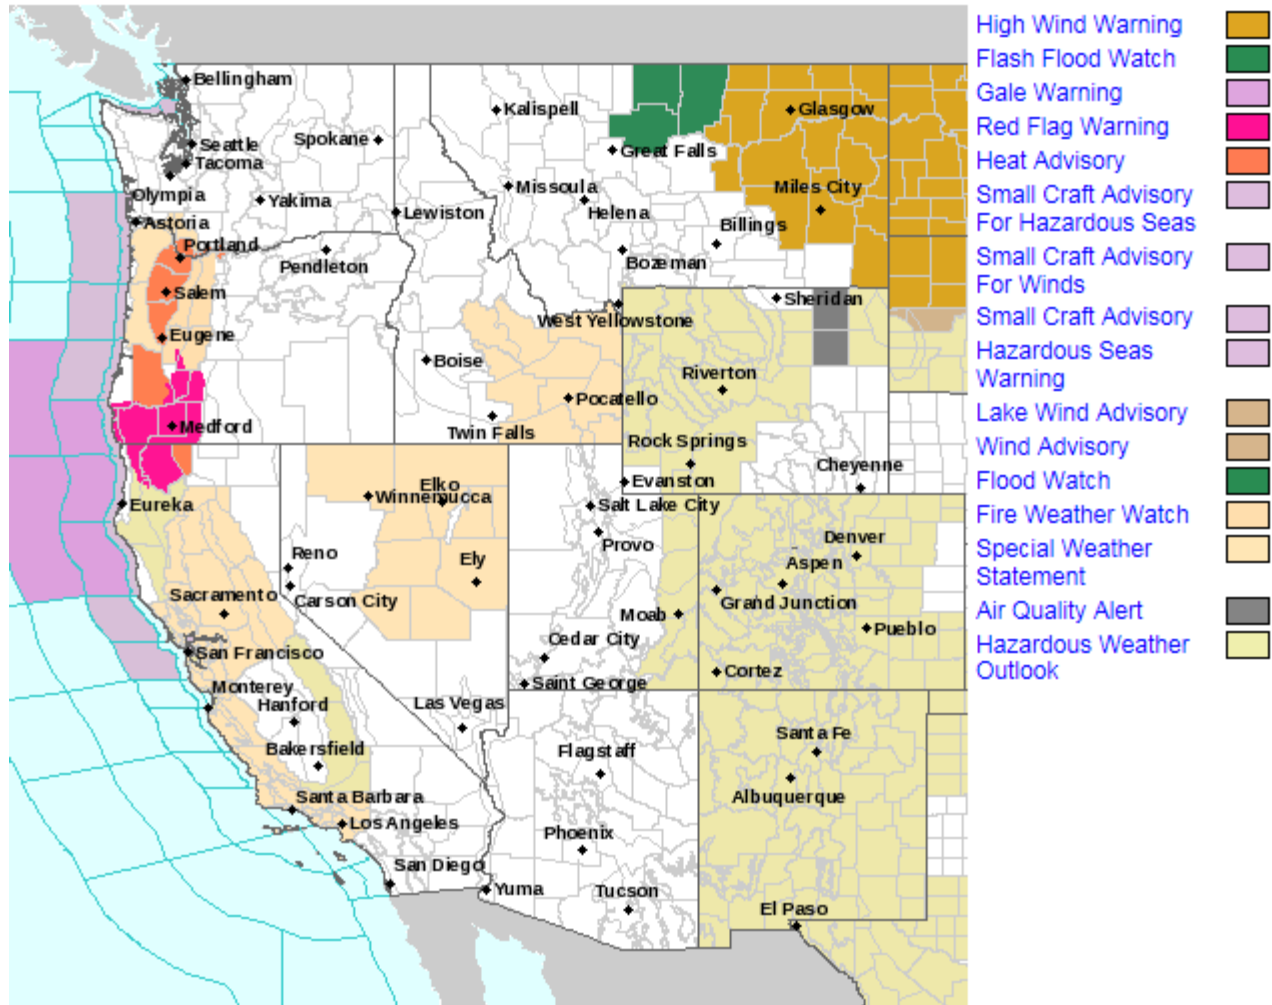 Bellingham
Seattle
Tacoma
Olympia
Spokane
Yakima
Astoria
Portland
Salem
Eugene
Medford
Pendleton
Lewiston
Kalispell
Great Falls
Glasgow
Missoula
Helena
Miles City
Billings
Bozeman
West Yellowstone
Sheridan
Boise
Pocatello
Twin Falls
Riverton
Rock Springs
Cheyenne
Evanston
Eureka
Winnemucca
Elko
Ely
Salt Lake City
Provo
Reno
Carson City
Sacramento
San Francisco
Denver
Aspen
Grand Junction
Moab
Pueblo
Cedar City
Saint George
Cortez
Monterey
Hanford
Las Vegas
Bakersfield
Santa Barbara
Los Angeles
San Diego
Flagstaff
Phoenix
Yuma
Tucson
Santa Fe
Albuquerque
El Paso
High Wind Warning
Flash Flood Watch
Gale Warning
Red Flag Warning
Heat Advisory
Small Craft Advisory
For Hazardous Seas
Small Craft Advisory
For Winds
Small Craft Advisory
Hazardous Seas
Warning
Lake Wind Advisory
Wind Advisory
Flood Watch
Fire Weather Watch
Special Weather
Statement
Air Quality Alert
Hazardous Weather
Outlook